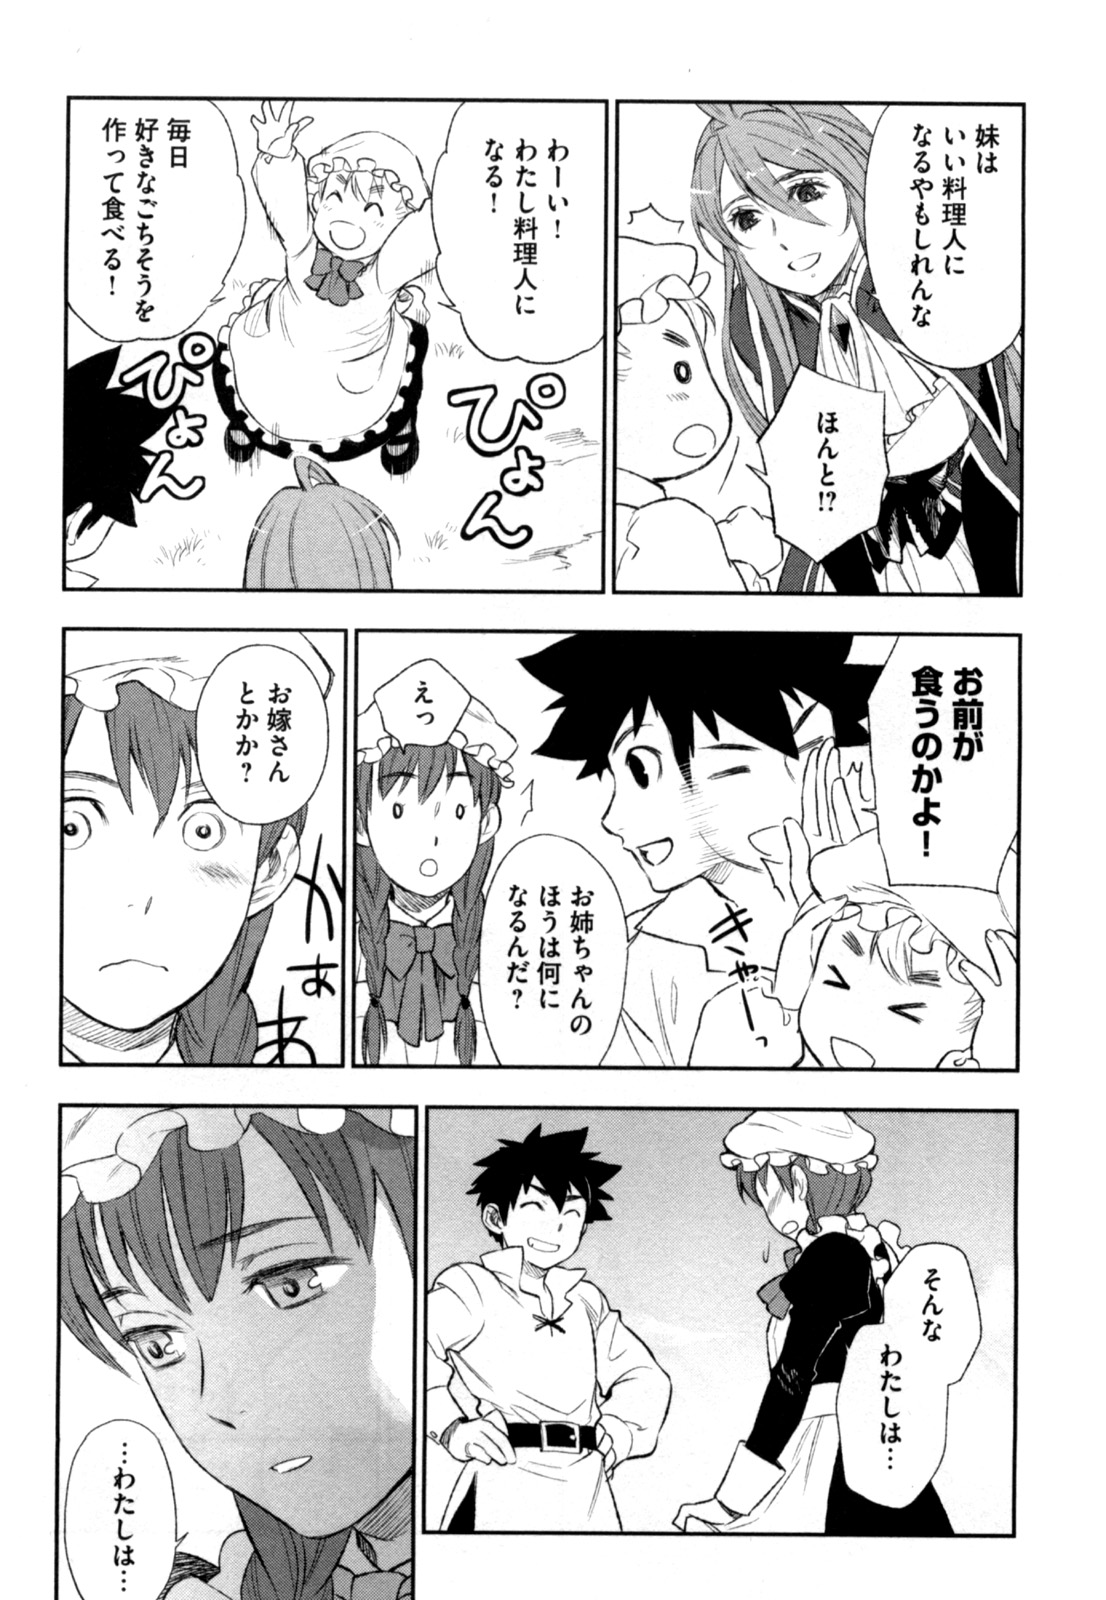 妹は
いい料理人に
なるやもしれんな
ほんと!?
わーい！
わたし料理人に
なる！
毎日
好きなごちそうを
作って食べる！
ぴょん
ぴょん
お前が
食うのかよ！
きゃーっ
お姉ちゃんの
ほうは何に
なるんだ？
えっ
お嫁さん
とかか？
かぁぁ
そんな
わたしは…
…わたしは…